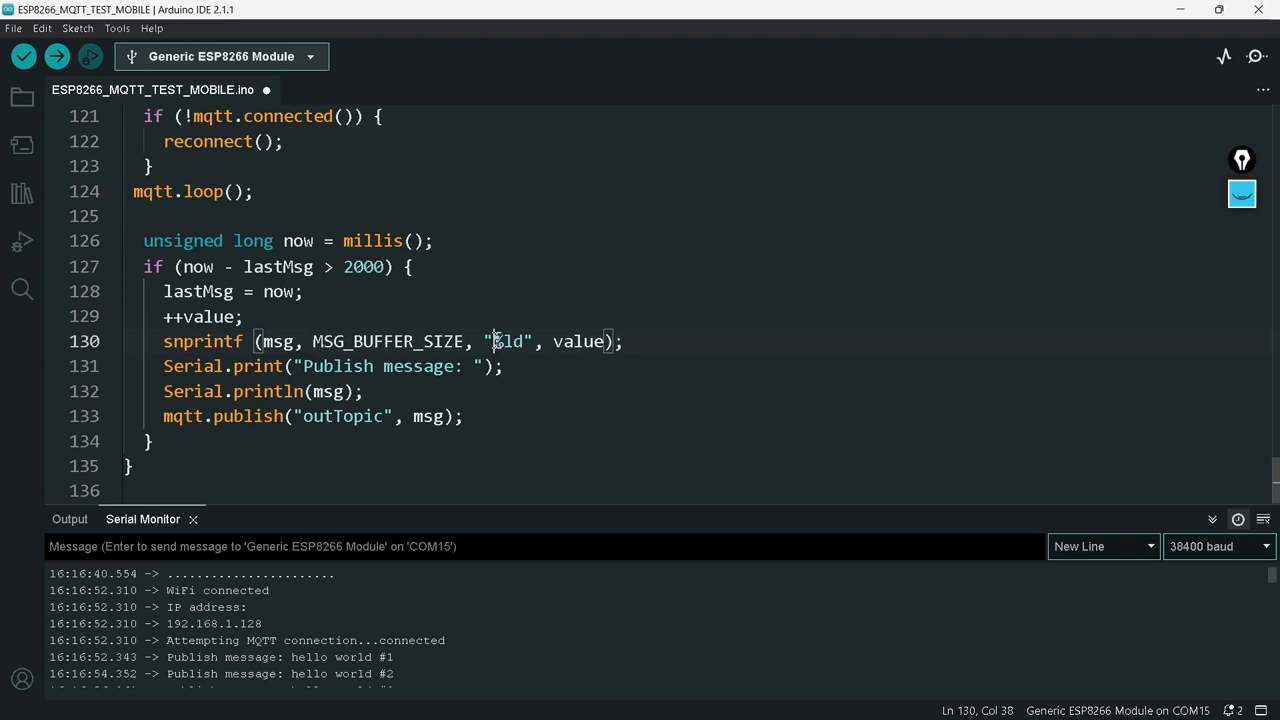 ESP8266_MQTT_TEST_MOBILE | Arduino IDE 2.1.1
File Edit Sketch Tools Help
Generic ESP8266 Module
ESP8266_MQTT_TEST_MOBILE.ino
121 if (!mqtt.connected()) {
122 reconnect();
123 }
124 mqtt.loop();
125
126 unsigned long now = millis();
127 if (now - lastMsg > 2000) {
128 lastMsg = now;
129 ++value;
130 snprintf (msg, MSG_BUFFER_SIZE, "%ld", value);
131 Serial.print("Publish message: ");
132 Serial.println(msg);
133 mqtt.publish("outTopic", msg);
134 }
135 }
136
Output Serial Monitor
Message (Enter to send message to 'Generic ESP8266 Module' on 'COM15') New Line 38400 baud
16:16:40.554 -> .......................
16:16:52.310 -> WiFi connected
16:16:52.310 -> IP address:
16:16:52.310 -> 192.168.1.128
16:16:52.310 -> Attempting MQTT connection...connected
16:16:52.343 -> Publish message: hello world #1
16:16:54.352 -> Publish message: hello world #2
Ln 130, Col 38 Generic ESP8266 Module on COM15 2